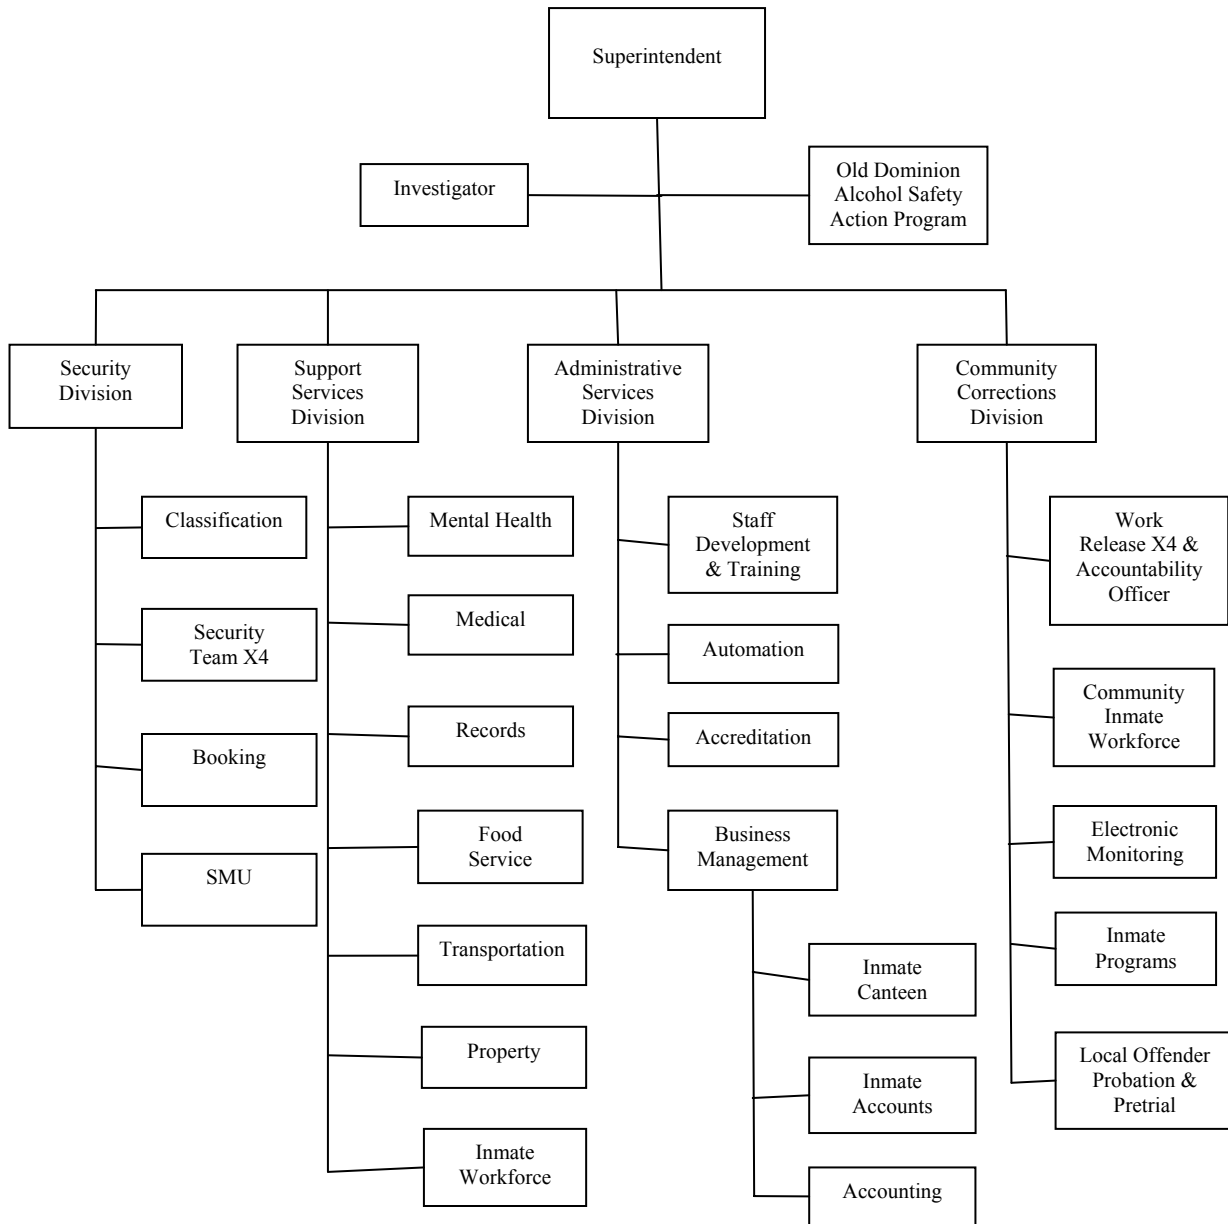 Superintendent
Investigator
Old Dominion
Alcohol Safety
Action Program
Security
Division
Support
Services
Division
Administrative
Services
Division
Community
Corrections
Division
Classification
Security
Team X4
Booking
SMU
Mental Health
Medical
Records
Food
Service
Transportation
Property
Inmate
Workforce
Staff
Development
& Training
Automation
Accreditation
Business
Management
Inmate
Canteen
Inmate
Accounts
Accounting
Work
Release X4 &
Accountability
Officer
Community
Inmate
Workforce
Electronic
Monitoring
Inmate
Programs
Local Offender
Probation &
Pretrial